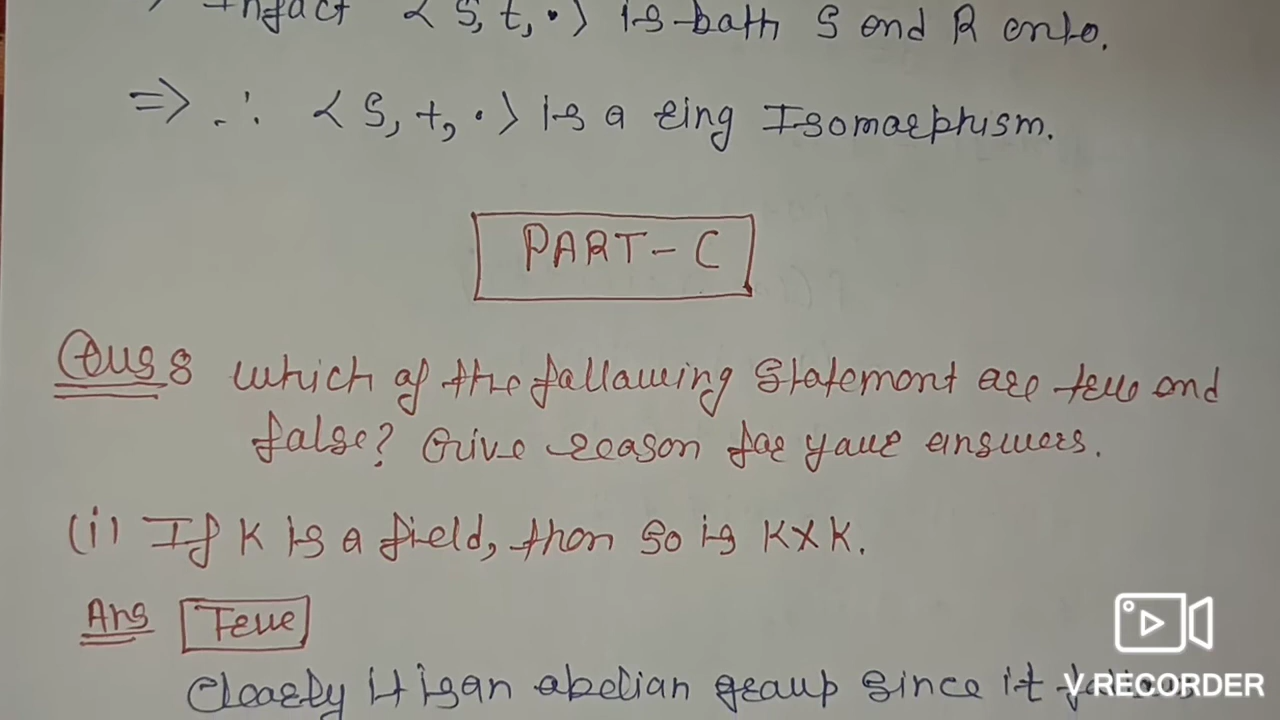 Infact < S, t, •> is bath S and R onto.
=> ∴ < S, +, •> is a ring Isomorphism.
PART - C
Ques 8 which of the following Statement are true and
false? Give reason for your answers.
(i) If K is a field, then so is K×K.
Ans True
Clearly it is an abelian group since it
V RECORDER